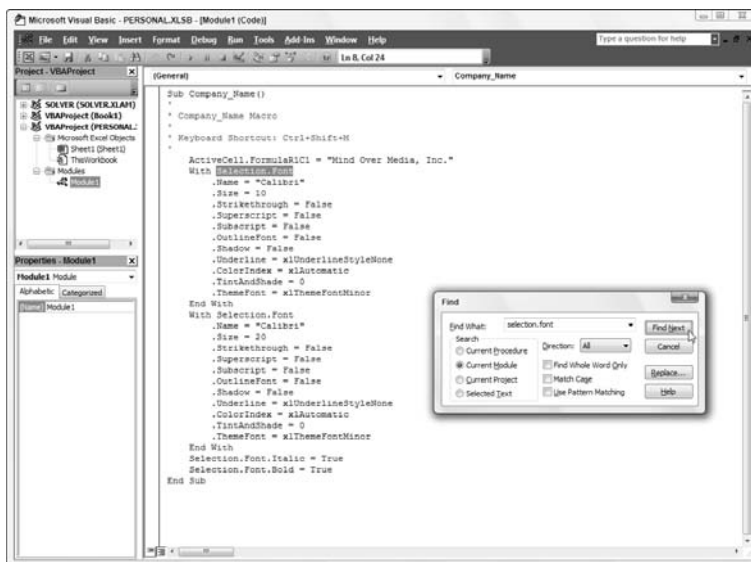 Microsoft Visual Basic - PERSONAL.XLSB - [Module1 (Code)]
File Edit View Insert Format Debug Run Tools Add-Ins Window Help
Type a question for help
Ln 8, Col 24
Project - VBAProject
(General)
Company_Name
SOLVER (SOLVER.XLAM)
VBAProject (Book1)
VBAProject (PERSONAL.
Microsoft Excel Objects
Sheet1 (Sheet1)
ThisWorkbook
Modules
Module1
Properties - Module1
Module1 Module
Alphabetic Categorized
(Name) Module1
Sub Company_Name()
'
' Company_Name Macro
'
' Keyboard Shortcut: Ctrl+Shift+M
'
ActiveCell.FormulaR1C1 = "Mind Over Media, Inc."
With Selection.Font
.Name = "Calibri"
.Size = 10
.Strikethrough = False
.Superscript = False
.Subscript = False
.OutlineFont = False
.Shadow = False
.Underline = xlUnderlineStyleNone
.ColorIndex = xlAutomatic
.TintAndShade = 0
.ThemeFont = xlThemeFontMinor
End With
With Selection.Font
.Name = "Calibri"
.Size = 20
.Strikethrough = False
.Superscript = False
.Subscript = False
.OutlineFont = False
.Shadow = False
.Underline = xlUnderlineStyleNone
.ColorIndex = xlAutomatic
.TintAndShade = 0
.ThemeFont = xlThemeFontMinor
End With
Selection.Font.Italic = True
Selection.Font.Bold = True
End Sub
Find
Find What: selection.font
Find Next
Search
Current Procedure
Current Module
Current Project
Selected Text
Direction: All
Find Whole Word Only
Match Case
Use Pattern Matching
Cancel
Replace...
Help